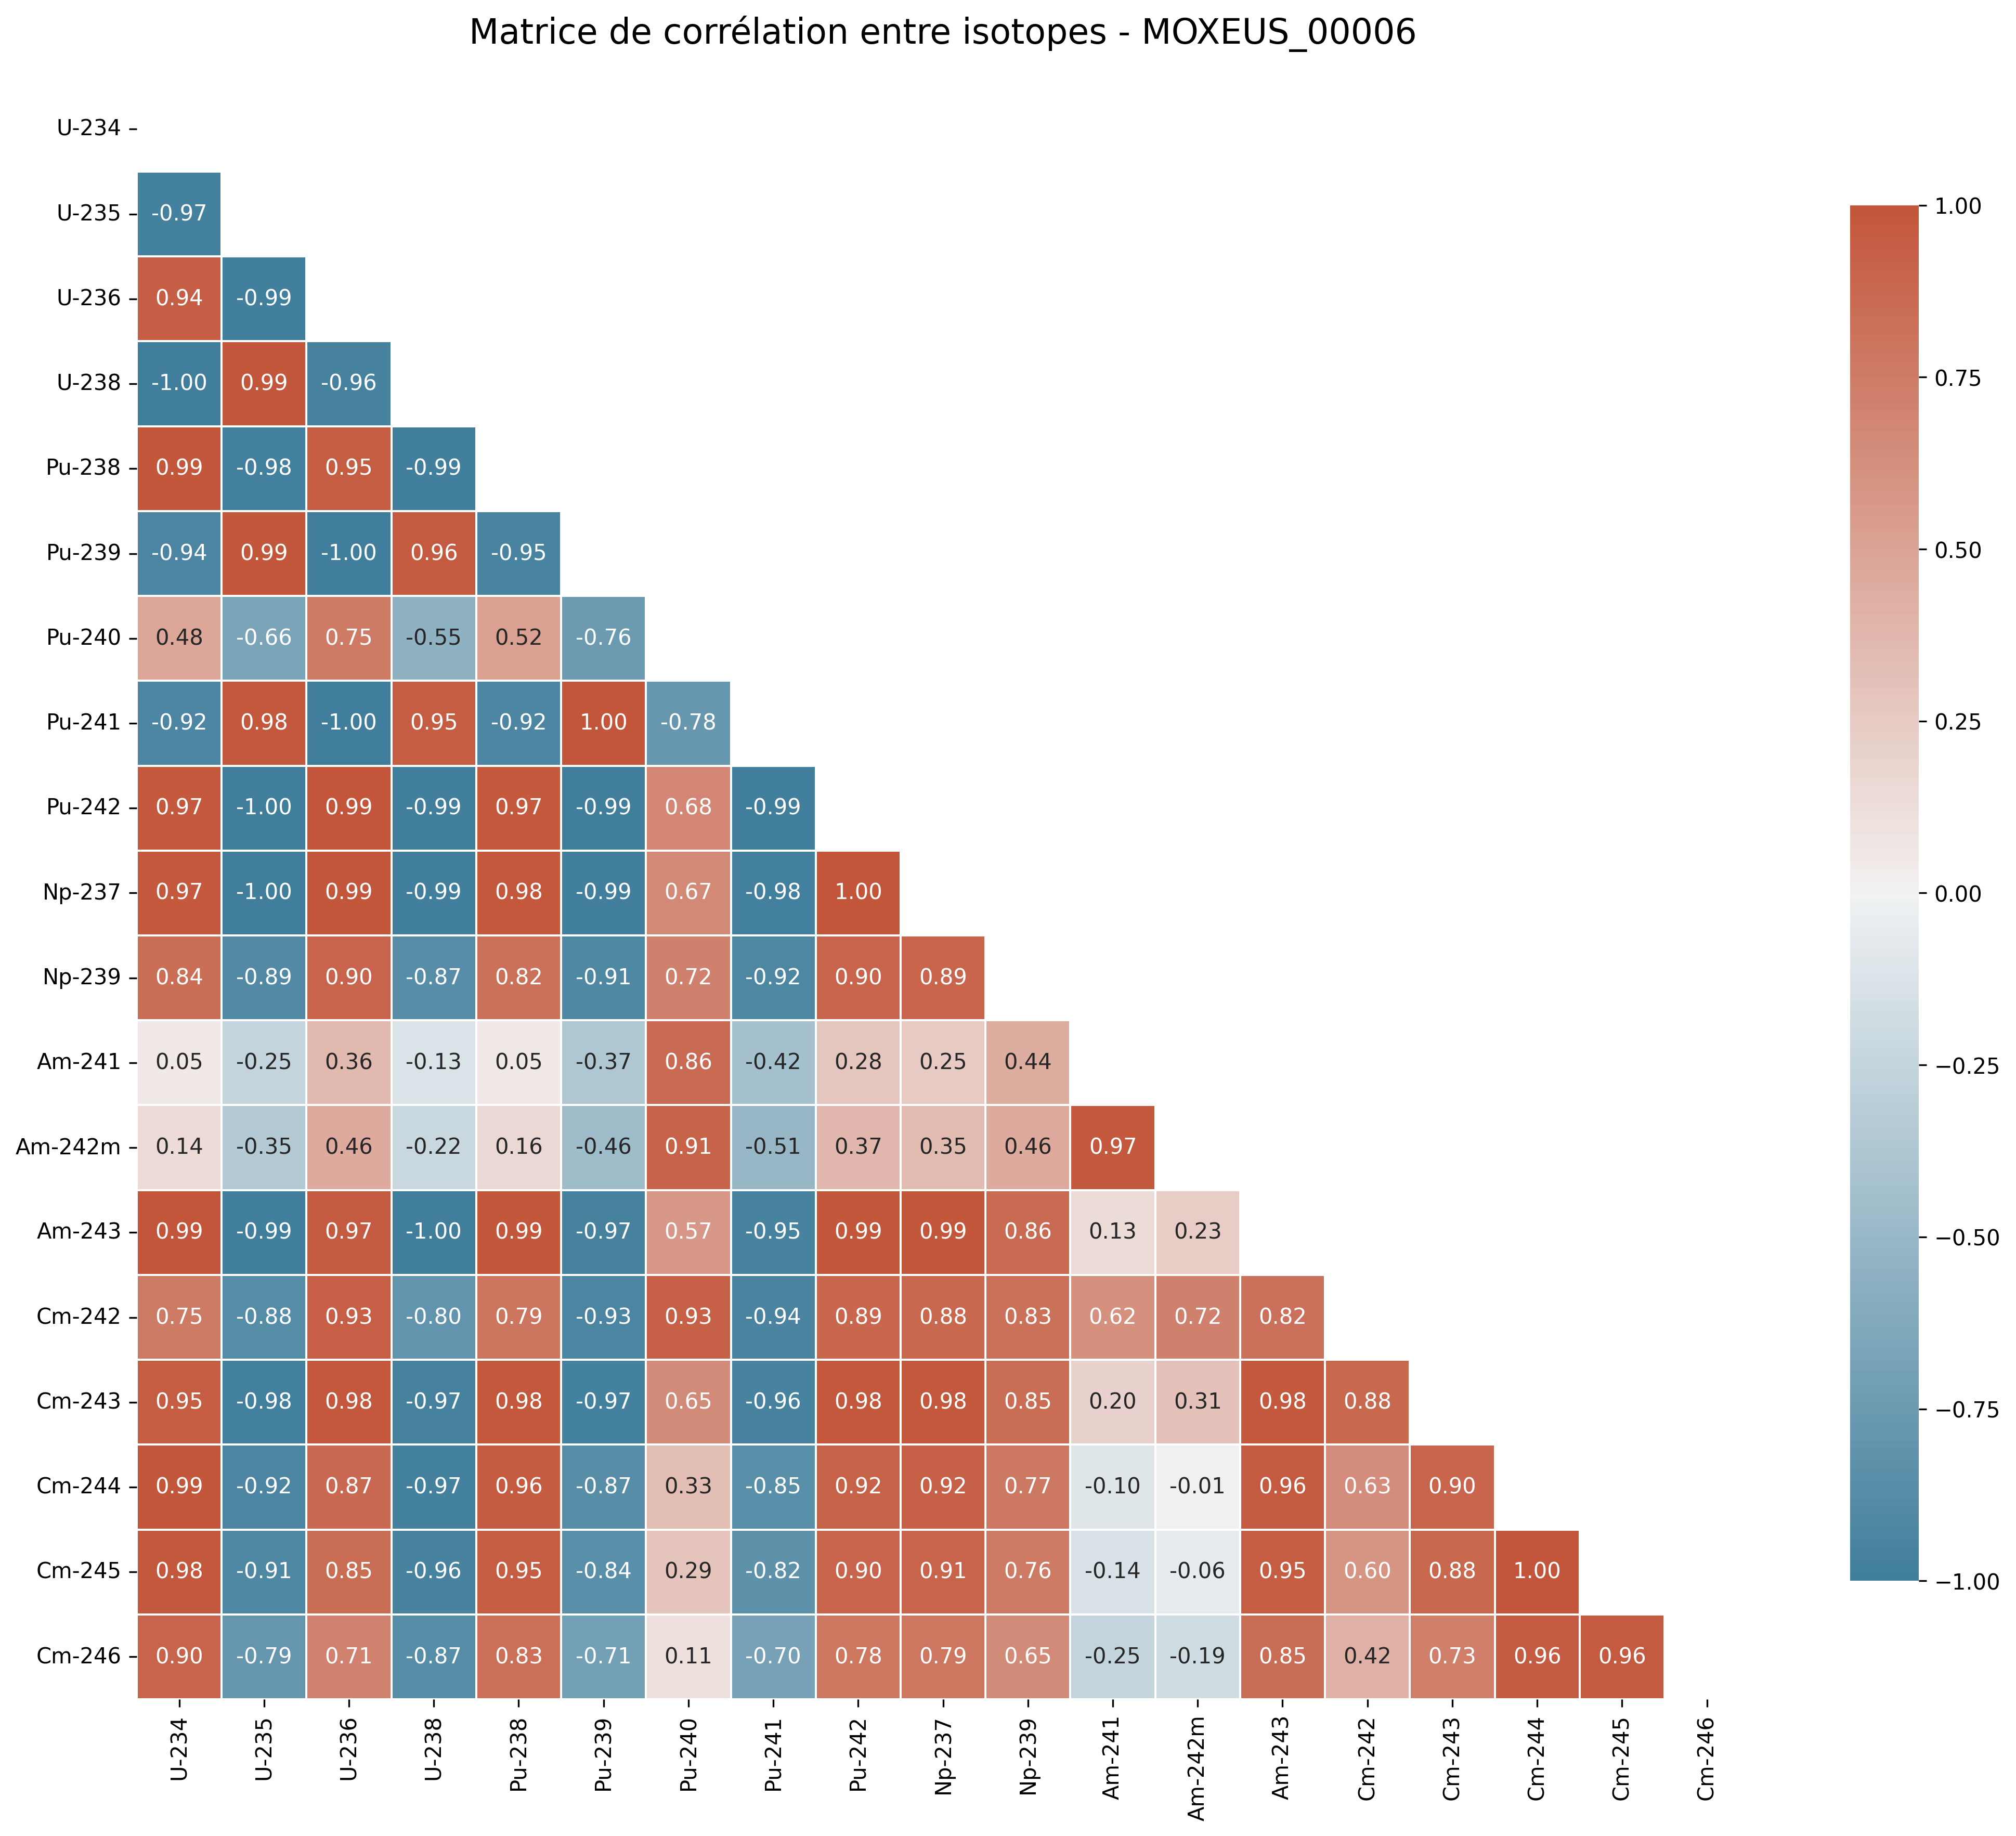 Matrice de corrélation entre isotopes - MOXEUS_00006
U-234
U-235 -0.97
U-236 0.94 -0.99
U-238 -1.00 0.99 -0.96
Pu-238 0.99 -0.98 0.95 -0.99
Pu-239 -0.94 0.99 -1.00 0.96 -0.95
Pu-240 0.48 -0.66 0.75 -0.55 0.52 -0.76
Pu-241 -0.92 0.98 -1.00 0.95 -0.92 1.00 -0.78
Pu-242 0.97 -1.00 0.99 -0.99 0.97 -0.99 0.68 -0.99
Np-237 0.97 -1.00 0.99 -0.99 0.98 -0.99 0.67 -0.98 1.00
Np-239 0.84 -0.89 0.90 -0.87 0.82 -0.91 0.72 -0.92 0.90 0.89
Am-241 0.05 -0.25 0.36 -0.13 0.05 -0.37 0.86 -0.42 0.28 0.25 0.44
Am-242m 0.14 -0.35 0.46 -0.22 0.16 -0.46 0.91 -0.51 0.37 0.35 0.46 0.97
Am-243 0.99 -0.99 0.97 -1.00 0.99 -0.97 0.57 -0.95 0.99 0.99 0.86 0.13 0.23
Cm-242 0.75 -0.88 0.93 -0.80 0.79 -0.93 0.93 -0.94 0.89 0.88 0.83 0.62 0.72 0.82
Cm-243 0.95 -0.98 0.98 -0.97 0.98 -0.97 0.65 -0.96 0.98 0.98 0.85 0.20 0.31 0.98 0.88
Cm-244 0.99 -0.92 0.87 -0.97 0.96 -0.87 0.33 -0.85 0.92 0.92 0.77 -0.10 -0.01 0.96 0.63 0.90
Cm-245 0.98 -0.91 0.85 -0.96 0.95 -0.84 0.29 -0.82 0.90 0.91 0.76 -0.14 -0.06 0.95 0.60 0.88 1.00
Cm-246 0.90 -0.79 0.71 -0.87 0.83 -0.71 0.11 -0.70 0.78 0.79 0.65 -0.25 -0.19 0.85 0.42 0.73 0.96 0.96
U-234 U-235 U-236 U-238 Pu-238 Pu-239 Pu-240 Pu-241 Pu-242 Np-237 Np-239 Am-241 Am-242m Am-243 Cm-242 Cm-243 Cm-244 Cm-245 Cm-246
1.00
0.75
0.50
0.25
0.00
−0.25
−0.50
−0.75
−1.00